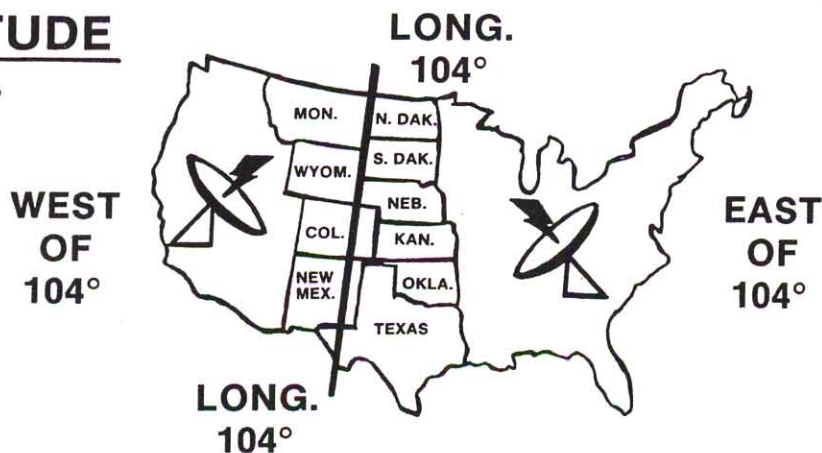 TUDE
LONG.
104°
MON.
N. DAK.
WYOM.
S. DAK.
NEB.
COL.
KAN.
NEW
MEX.
OKLA.
TEXAS
WEST
OF
104°
EAST
OF
104°
LONG.
104°